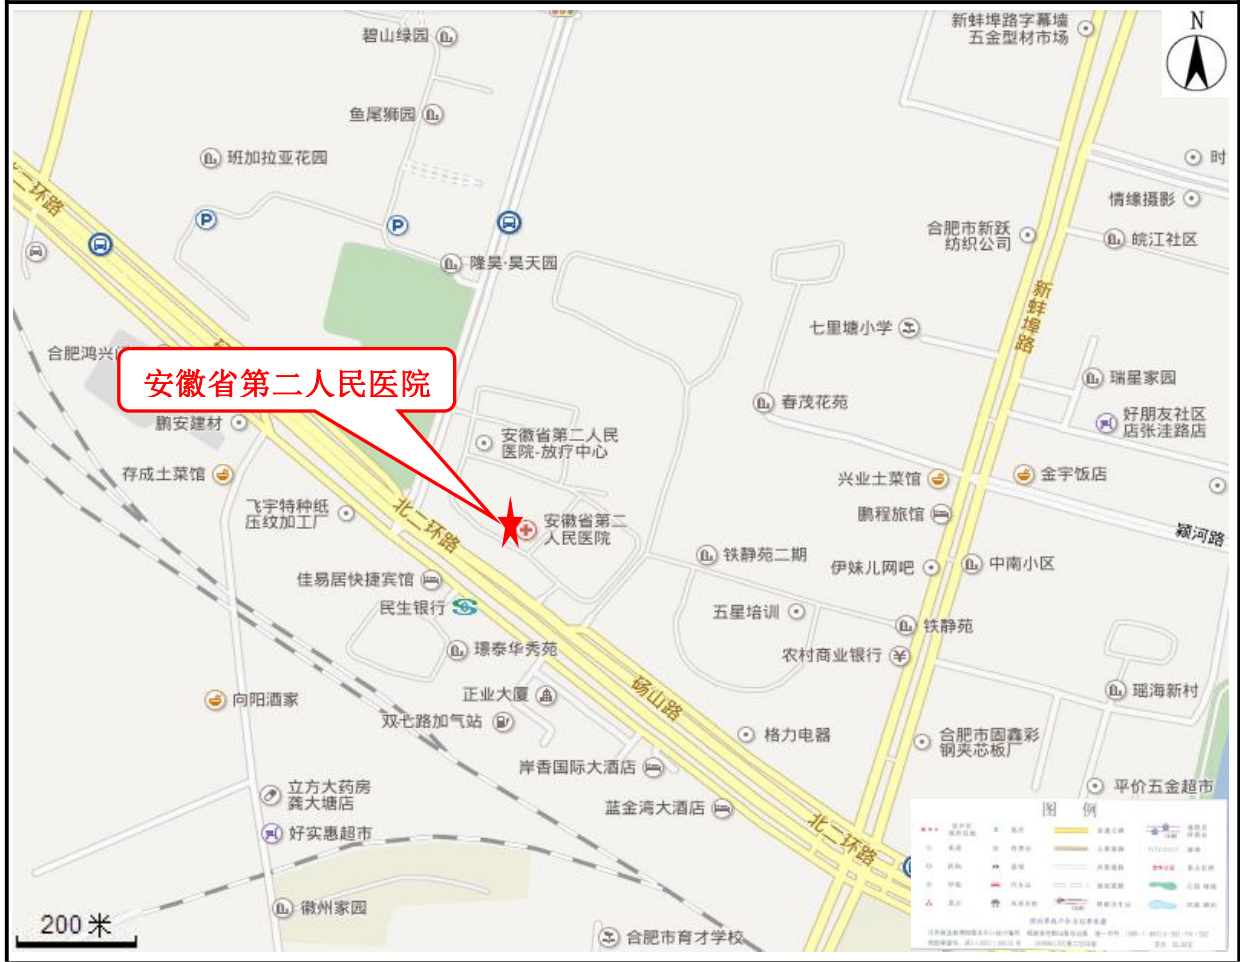 新蚌埠路字幕墙
五金型材市场
N
碧山绿园
鱼尾狮园
班加拉亚花园
时
情缘摄影
皖江社区
合肥市新跃
纺织公司
北二环路
隆昊·昊天园
新蚌埠路
七里塘小学
合肥鸿兴
安徽省第二人民医院
瑞星家园
春茂花苑
好朋友社区
店张洼路店
鹏安建材
安徽省第二人民
医院-放疗中心
存成土菜馆
兴业土菜馆
金宇饭店
飞宇特种纸
压纹加工厂
北二环路
安徽省第二
人民医院
鹏程旅馆
颖河路
铁静苑二期
伊妹儿网吧
中南小区
佳易居快捷宾馆
民生银行
五星培训
铁静苑
璟泰华秀苑
农村商业银行
砀山路
正业大厦
瑶海新村
向阳酒家
双七路加气站
格力电器
合肥市固鑫彩
钢夹芯板厂
岸香国际大酒店
平价五金超市
立方大药房
龚大塘店
蓝金湾大酒店
好实惠超市
北二环路
图 例
徽州家园
200 米
合肥市育才学校